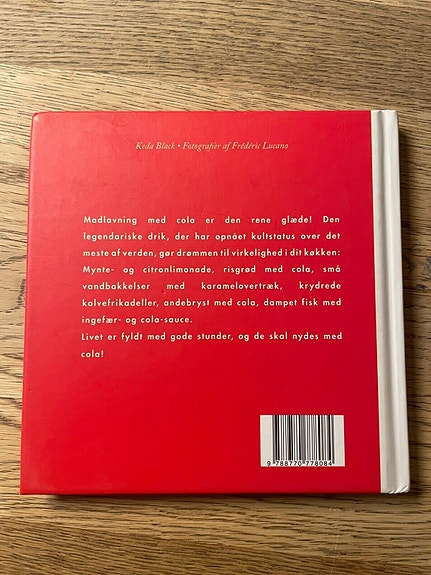 Keda Black • Fotografier af Frédéric Lucano
Madlavning med cola er den rene glæde! Den
legendariske drik, der har opnået kultstatus over det
meste af verden, gør drømmen til virkelighed i dit køkken:
Mynte- og citronlimonade, risgrød med cola, små
vandbakkelser med karamelovertræk, krydrede
kalvefrikadeller, andebryst med cola, dampet fisk med
ingefær- og cola-sauce.
Livet er fyldt med gode stunder, og de skal nydes med
cola!
9 788770 778084